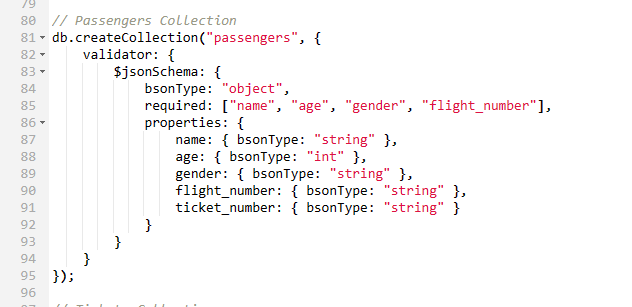 79
80 // Passengers Collection
81 db.createCollection("passengers", {
82     validator: {
83         $jsonSchema: {
84             bsonType: "object",
85             required: ["name", "age", "gender", "flight_number"],
86             properties: {
87                 name: { bsonType: "string" },
88                 age: { bsonType: "int" },
89                 gender: { bsonType: "string" },
90                 flight_number: { bsonType: "string" },
91                 ticket_number: { bsonType: "string" }
92             }
93         }
94     }
95 });
96